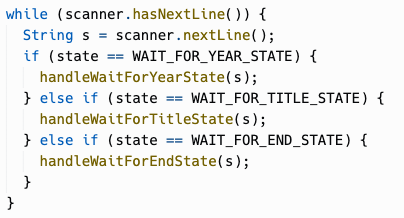 while (scanner.hasNextLine()) {
  String s = scanner.nextLine();
  if (state == WAIT_FOR_YEAR_STATE) {
    handleWaitForYearState(s);
  } else if (state == WAIT_FOR_TITLE_STATE) {
    handleWaitForTitleState(s);
  } else if (state == WAIT_FOR_END_STATE) {
    handleWaitForEndState(s);
  }
}